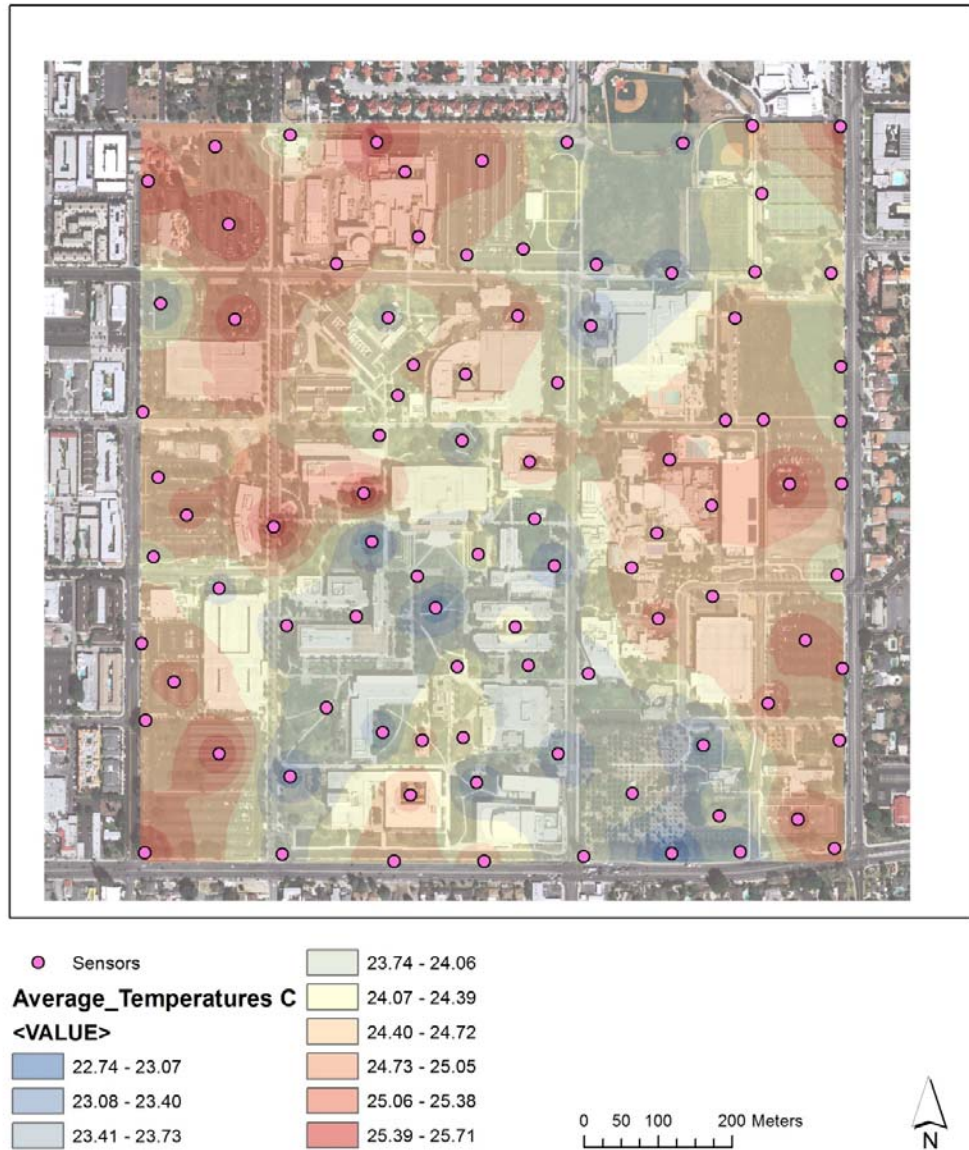 Sensors
Average_Temperatures C
<VALUE>
22.74 - 23.07
23.08 - 23.40
23.41 - 23.73
23.74 - 24.06
24.07 - 24.39
24.40 - 24.72
24.73 - 25.05
25.06 - 25.38
25.39 - 25.71
0 50 100 200 Meters
N